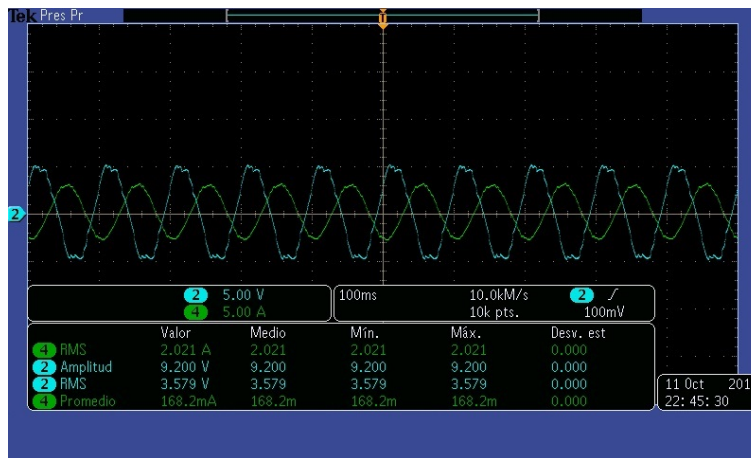 Tek Pres Pr
T
2
2 5.00 V
4 5.00 A
100ms 10.0kM/s 2
10k pts. 100mV
Valor Medio Mín. Máx. Desv. est
4 RMS 2.021 A 2.021 2.021 2.021 0.000
2 Amplitud 9.200 V 9.200 9.200 9.200 0.000
2 RMS 3.579 V 3.579 3.579 3.579 0.000
4 Promedio 168.2mA 168.2m 168.2m 168.2m 0.000
11 Oct 201
22:45:30